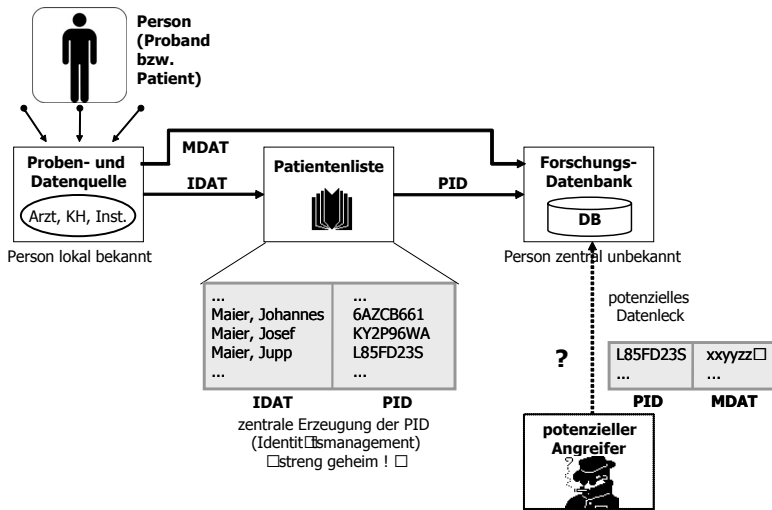 Person
(Proband
bzw.
Patient)
MDAT
Proben- und
Datenquelle
Arzt, KH, Inst.
IDAT
Patientenliste
PID
Forschungs-
Datenbank
DB
Person lokal bekannt
Person zentral unbekannt
... ...
Maier, Johannes 6AZCB661
Maier, Josef KY2P96WA
Maier, Jupp L85FD23S
... ...
IDAT PID
zentrale Erzeugung der PID
(Identit□tsmanagement)
□streng geheim ! □
potenzielles
Datenleck
?
L85FD23S xxyyzz□
... ...
PID MDAT
potenzieller
Angreifer